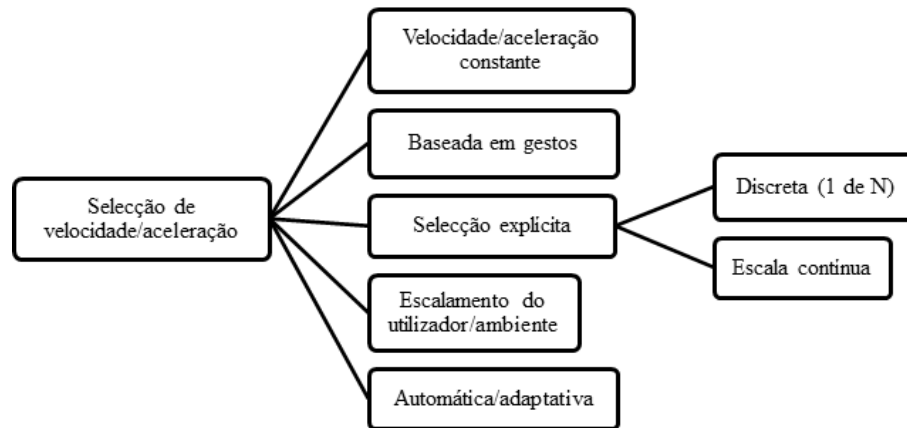 Velocidade/aceleração
constante
Baseada em gestos
Selecção de
velocidade/aceleração
Selecção explícita
Discreta (1 de N)
Escala contínua
Escalamento do
utilizador/ambiente
Automática/adaptativa